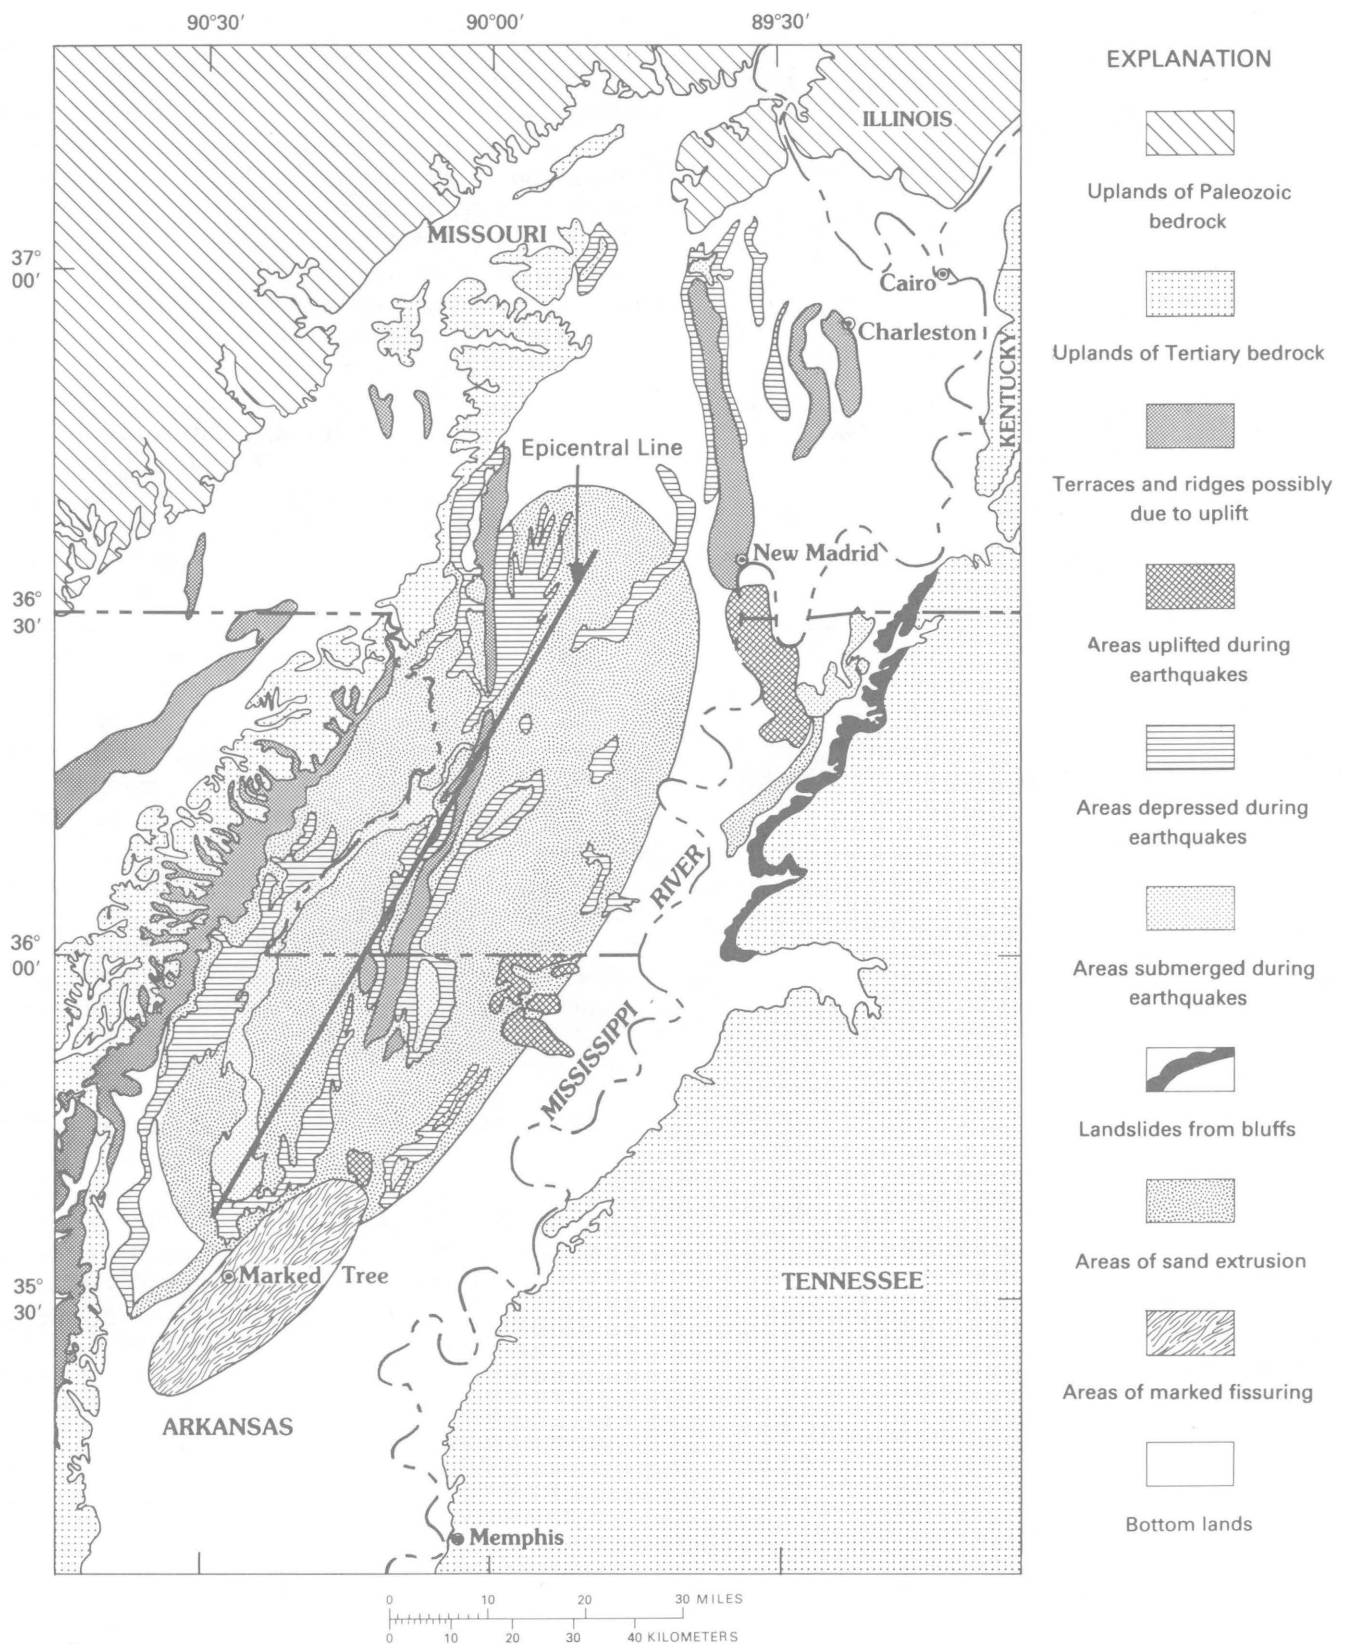 90°30′ 90°00′ 89°30′
EXPLANATION
ILLINOIS
Uplands of Paleozoic
bedrock
MISSOURI
37°
00′
Cairo
Uplands of Tertiary bedrock
Charleston
KENTUCKY
Epicentral Line
Terraces and ridges possibly
due to uplift
New Madrid
36°
30′
Areas uplifted during
earthquakes
Areas depressed during
earthquakes
MISSISSIPPI RIVER
36°
00′
Areas submerged during
earthquakes
Landslides from bluffs
Areas of sand extrusion
Marked Tree
TENNESSEE
35°
30′
Areas of marked fissuring
ARKANSAS
Bottom lands
Memphis
0 10 20 30 MILES
0 10 20 30 40 KILOMETERS